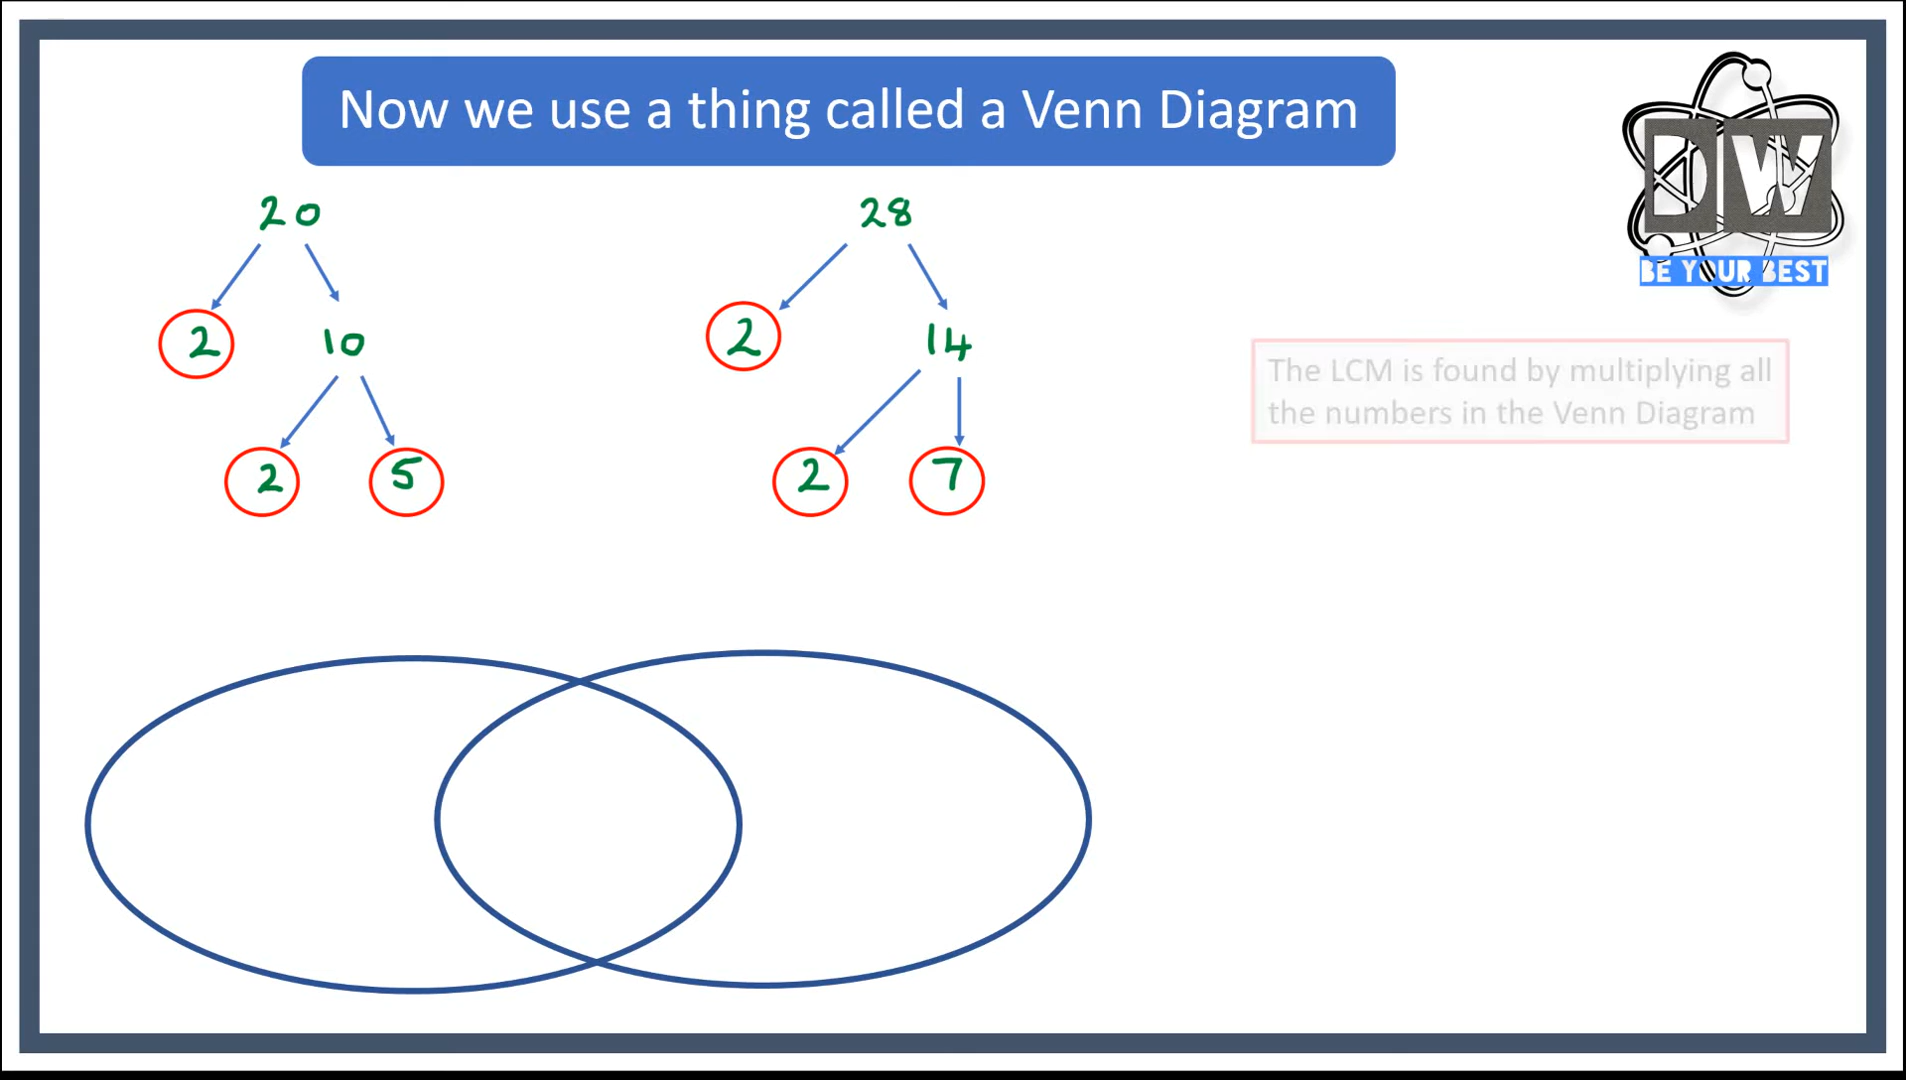 Now we use a thing called a Venn Diagram
DW
BE YOUR BEST
20
28
2
10
2
14
2
5
2
7
The LCM is found by multiplying all
the numbers in the Venn Diagram